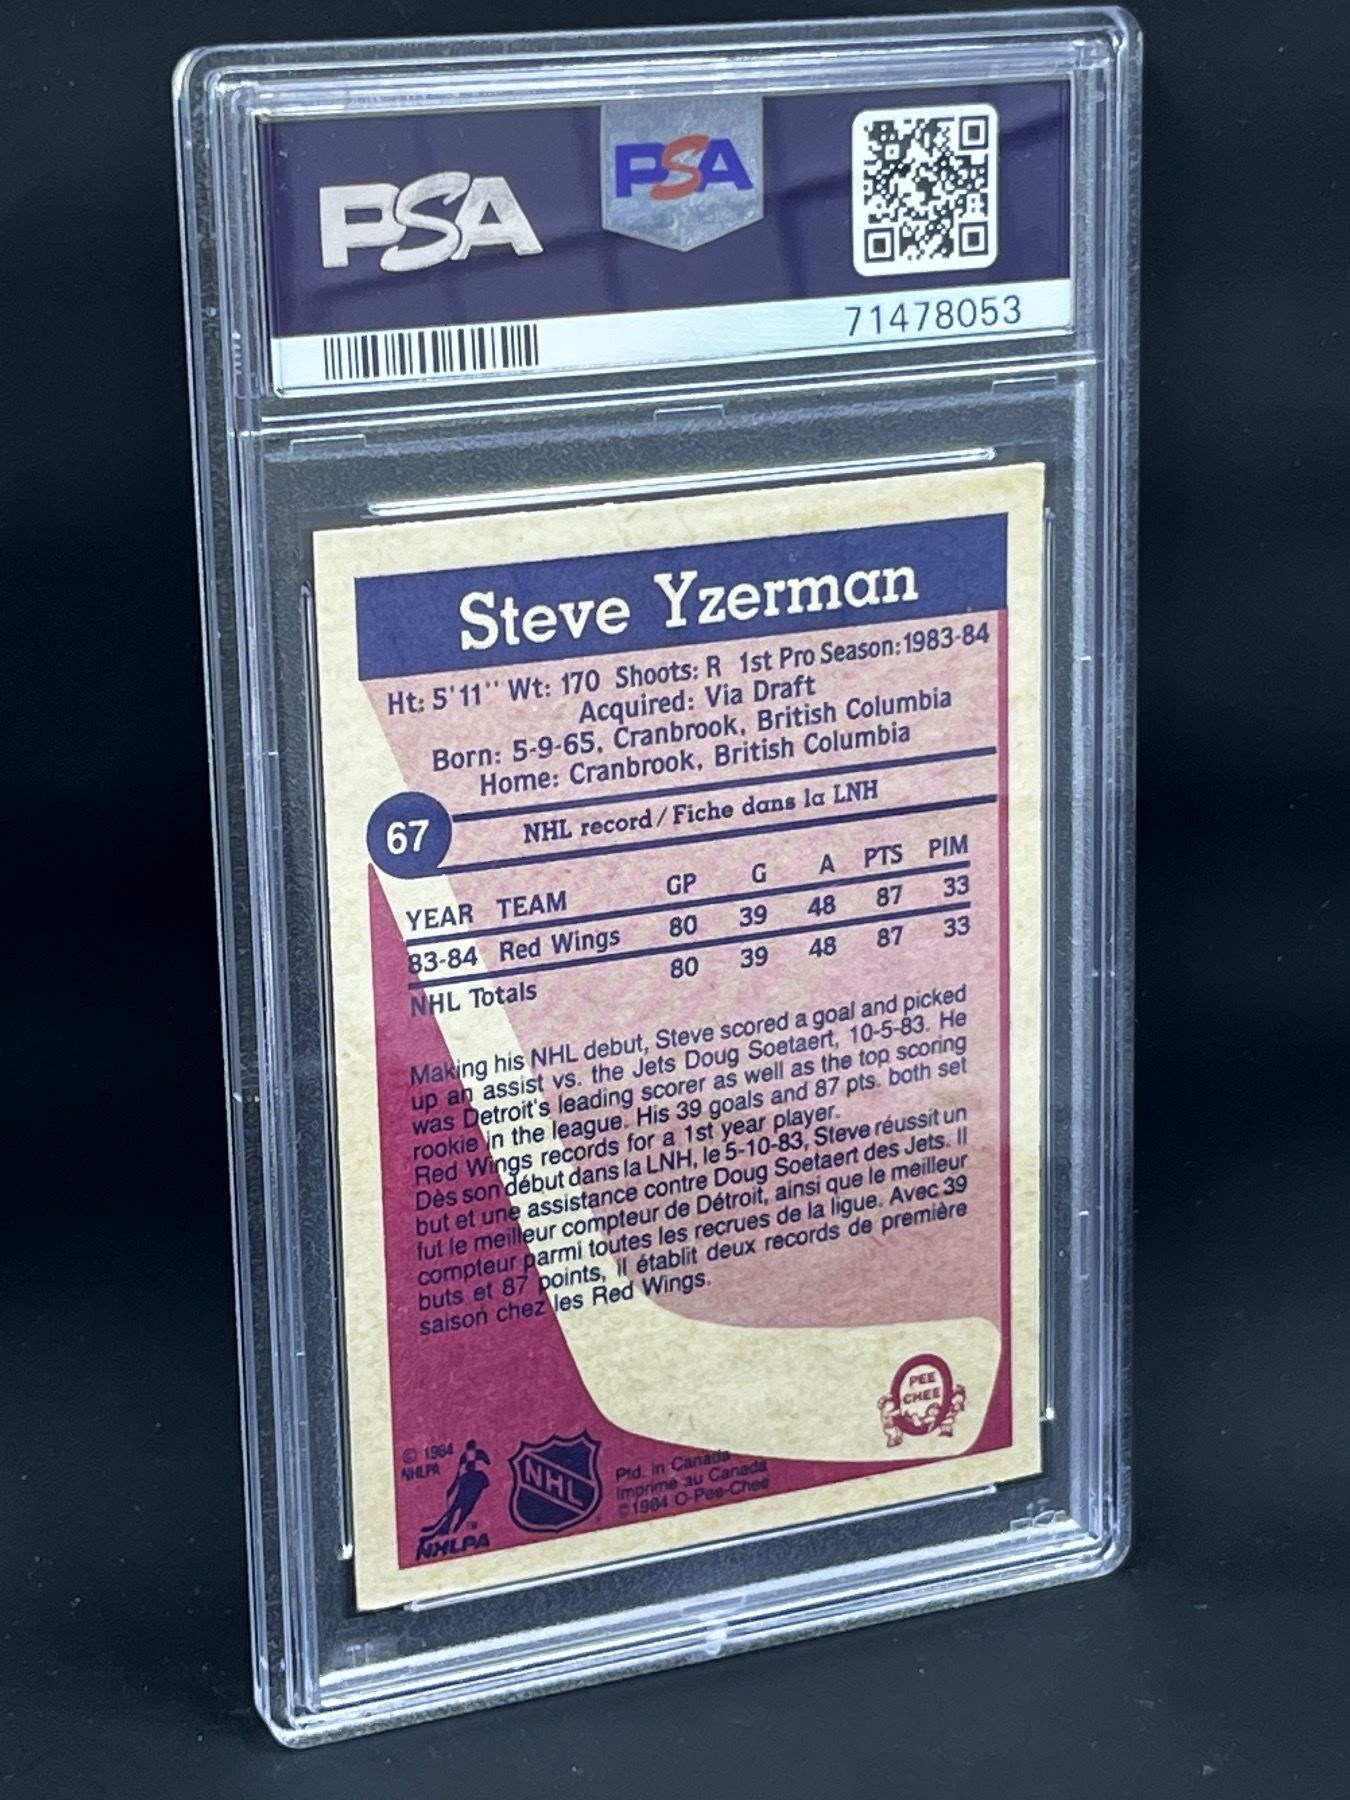 PSA
PSA
71478053
Steve Yzerman
Ht: 5'11" Wt: 170 Shoots: R 1st Pro Season: 1983-84
Acquired: Via Draft
Born: 5-9-65, Cranbrook, British Columbia
Home: Cranbrook, British Columbia
67
NHL record / Fiche dans la LNH
YEAR TEAM GP G A PTS PIM
83-84 Red Wings 80 39 48 87 33
NHL Totals 80 39 48 87 33
Making his NHL debut, Steve scored a goal and picked
up an assist vs. the Jets Doug Soetaert, 10-5-83. He
was Detroit's leading scorer as well as the top scoring
rookie in the league. His 39 goals and 87 pts. both set
Red Wings records for a 1st year player.
Dès son début dans la LNH, le 5-10-83, Steve réussit un
but et une assistance contre Doug Soetaert des Jets. Il
fut le meilleur compteur de Détroit, ainsi que le meilleur
compteur parmi toutes les recrues de la ligue. Avec 39
buts et 87 points, il établit deux records de première
saison chez les Red Wings.
PEE
CHEE
© 1984
NHLPA
NHLPA
TM
NHL
Ptd. in Canada
Imprime au Canada
©1984 O-Pee-Chee